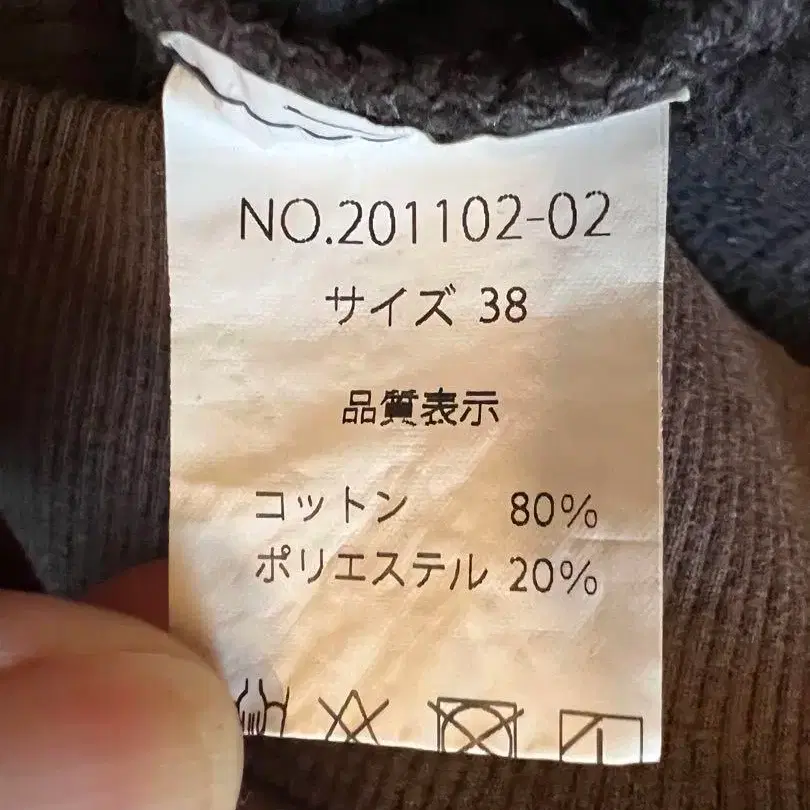 NO.201102-02
サイズ 38
品質表示
コットン 80%
ポリエステル 20%